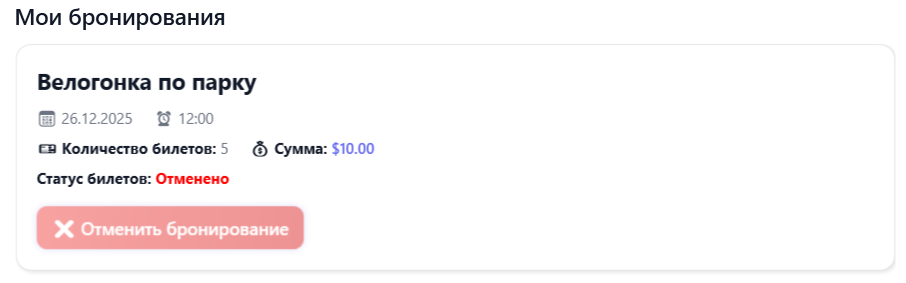 Мои бронирования
Велогонка по парку
26.12.2025 12:00
Количество билетов: 5 Сумма: $10.00
Статус билетов: Отменено
Отменить бронирование